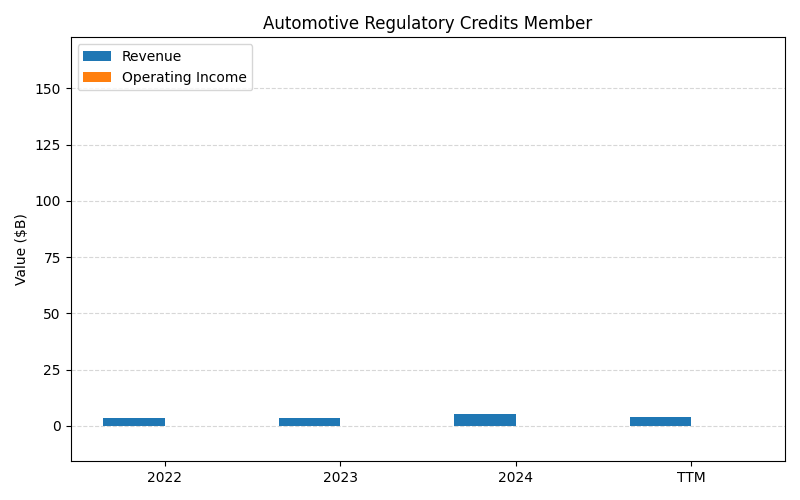 Automotive Regulatory Credits Member
Revenue
Operating Income
Value ($B)
150
125
100
75
50
25
0
2022 2023 2024 TTM